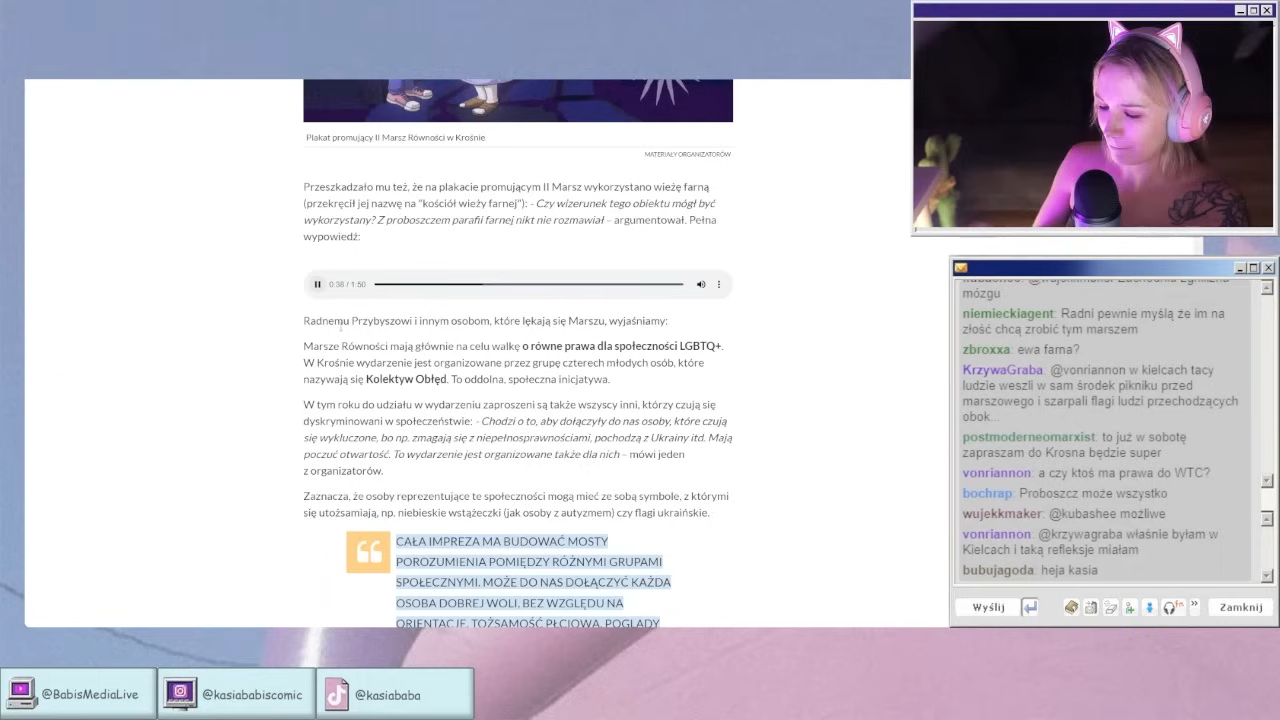 Plakat promujący II Marsz Równości w Krośnie
MATERIAŁY ORGANIZATORÓW
Przeszkadzało mu też, że na plakacie promującym II Marsz wykorzystano wieżę farną
(przekręcił jej nazwę na "kościół wieży farnej"): - Czy wizerunek tego obiektu mógł być
wykorzystany? Z proboszczem parafii farnej nikt nie rozmawiał – argumentował. Pełna
wypowiedź:
0:38 / 1:50
Radnemu Przybyszowi i innym osobom, które lękają się Marszu, wyjaśniamy:
Marsze Równości mają głównie na celu walkę o równe prawa dla społeczności LGBTQ+.
W Krośnie wydarzenie jest organizowane przez grupę czterech młodych osób, które
nazywają się Kolektyw Obłęd. To oddolna, społeczna inicjatywa.
W tym roku do udziału w wydarzeniu zaproszeni są także wszyscy inni, którzy czują się
dyskryminowani w społeczeństwie: - Chodzi o to, aby dołączyły do nas osoby, które czują
się wykluczone, bo np. zmagają się z niepełnosprawnościami, pochodzą z Ukrainy itd. Mają
poczuć otwartość. To wydarzenie jest organizowane także dla nich – mówi jeden
z organizatorów.
Zaznacza, że osoby reprezentujące te społeczności mogą mieć ze sobą symbole, z którymi
się utożsamiają, np. niebieskie wstążeczki (jak osoby z autyzmem) czy flagi ukraińskie.
CAŁA IMPREZA MA BUDOWAĆ MOSTY
POROZUMIENIA POMIĘDZY RÓŻNYMI GRUPAMI
SPOŁECZNYMI. MOŻE DO NAS DOŁĄCZYĆ KAŻDA
OSOBA DOBREJ WOLI, BEZ WZGLĘDU NA
ORIENTACJĘ, TOŻSAMOŚĆ PŁCIOWĄ, POGLĄDY
mózgu
niemieckiagent: Radni pewnie myślą że im na
złość chcą zrobić tym marszem
zbroxxa: ewa farna?
KrzywaGraba: @vonriannon w kielcach tacy
ludzie weszli w sam środek pikniku przed
marszowego i szarpali flagi ludzi przechodzących
obok...
postmoderneomarxist: to już w sobotę
zapraszam do Krosna będzie super
vonriannon: a czy ktoś ma prawa do WTC?
bochrap: Proboszcz może wszystko
wujekkmaker: @kubashee możliwe
vonriannon: @krzywagraba właśnie byłam w
Kielcach i taką refleksje miałam
bubujagoda: heja kasia
Wyślij
Zamknij
@BabisMediaLive
@kasiababiscomic
@kasiababa